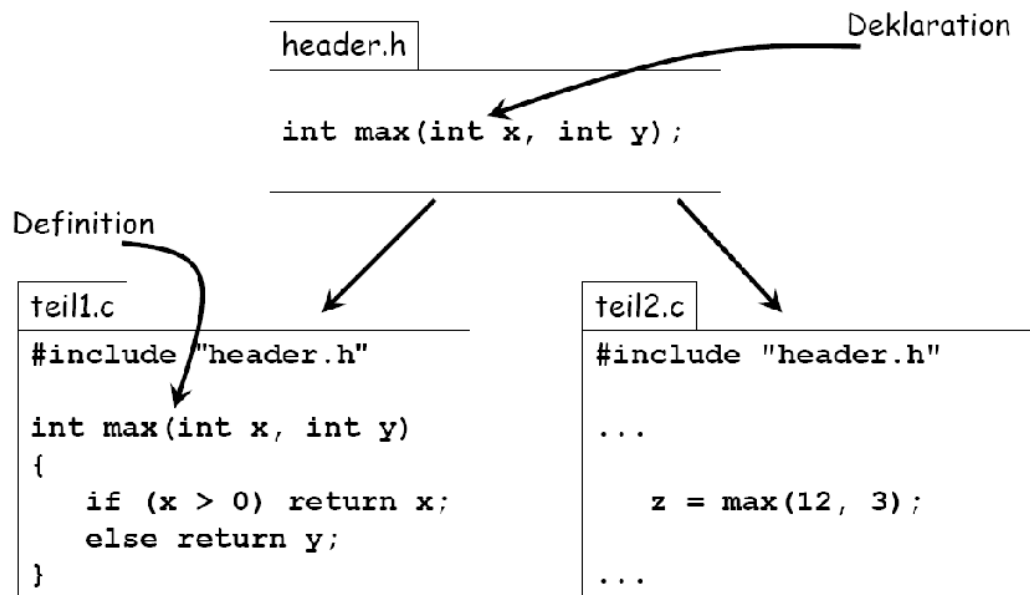 Deklaration
header.h
int max(int x, int y);
Definition
teil1.c
#include "header.h"
int max(int x, int y)
{
if (x > 0) return x;
else return y;
}
teil2.c
#include "header.h"
...
z = max(12, 3);
...